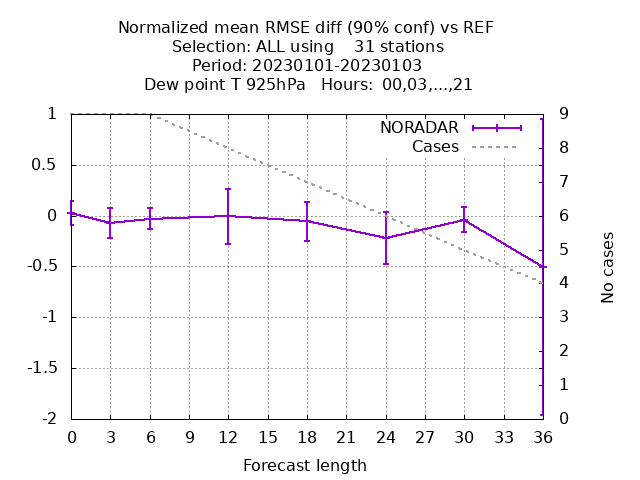 Normalized mean RMSE diff (90% conf) vs REF
Selection: ALL using    31 stations
Period: 20230101-20230103
Dew point T 925hPa   Hours:  00,03,...,21
NORADAR
Cases
1
0.5
0
-0.5
-1
-1.5
-2
9
8
7
6
5
4
3
2
1
0
No cases
0 3 6 9 12 15 18 21 24 27 30 33 36
Forecast length